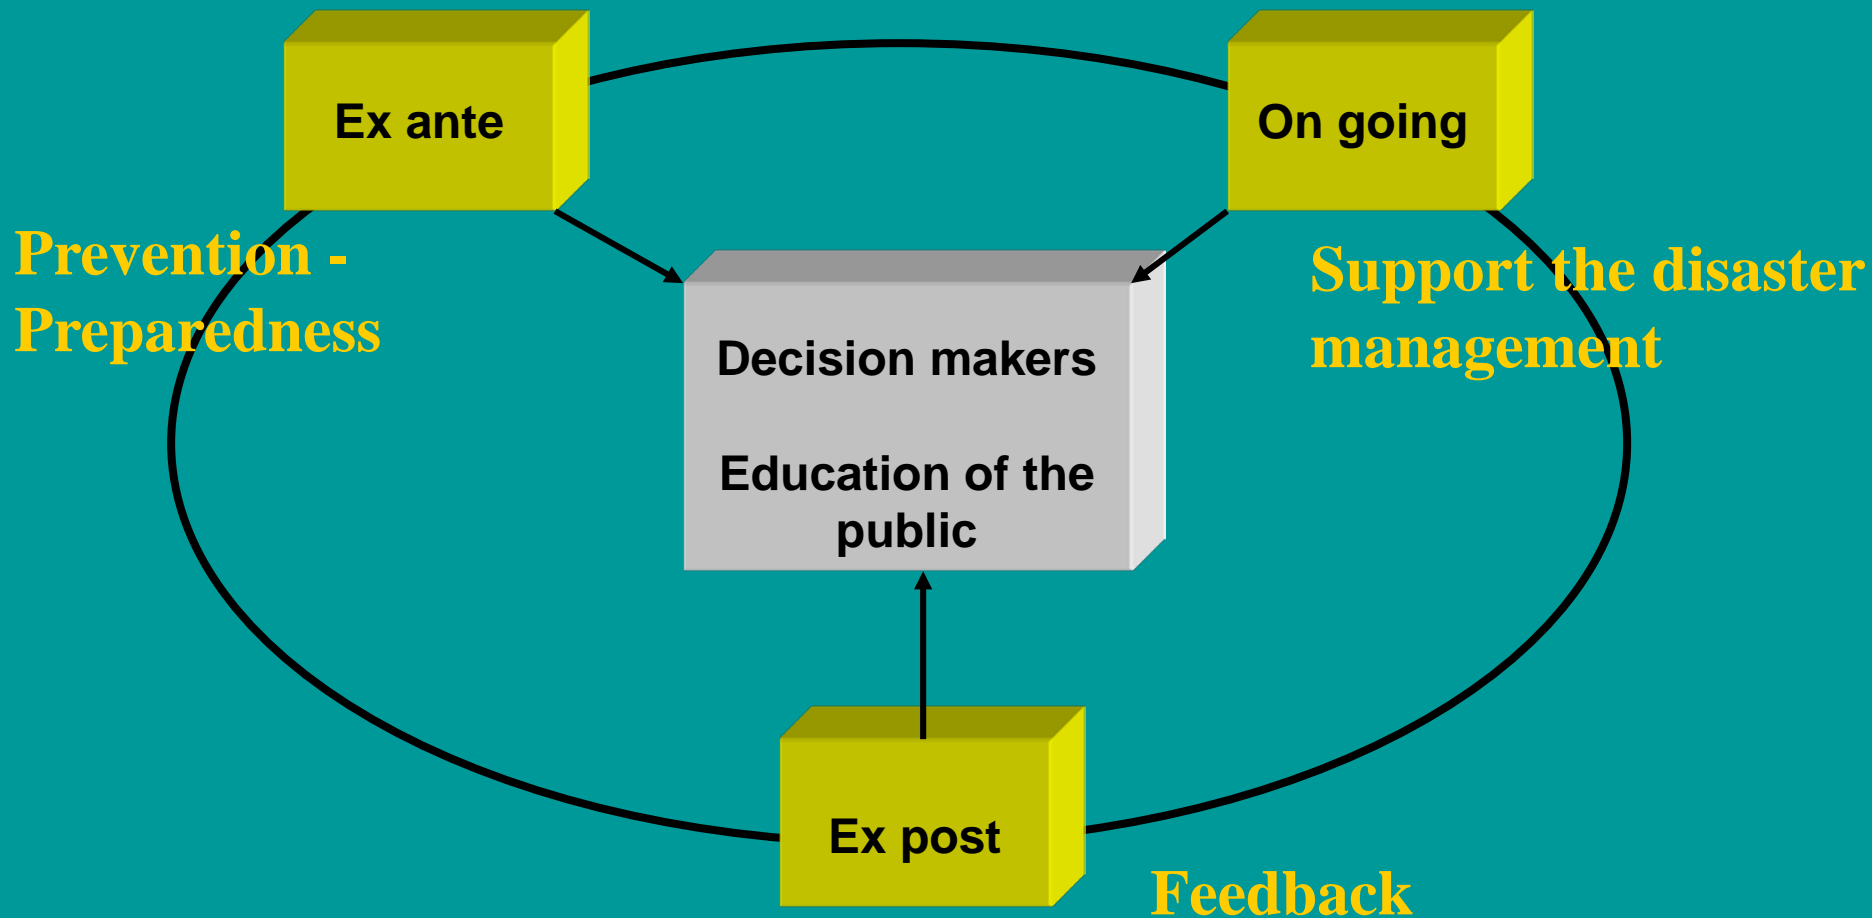 Ex ante
On going
Prevention -
Preparedness
Support the disaster
management
Decision makers
Education of the
public
Ex post
Feedback